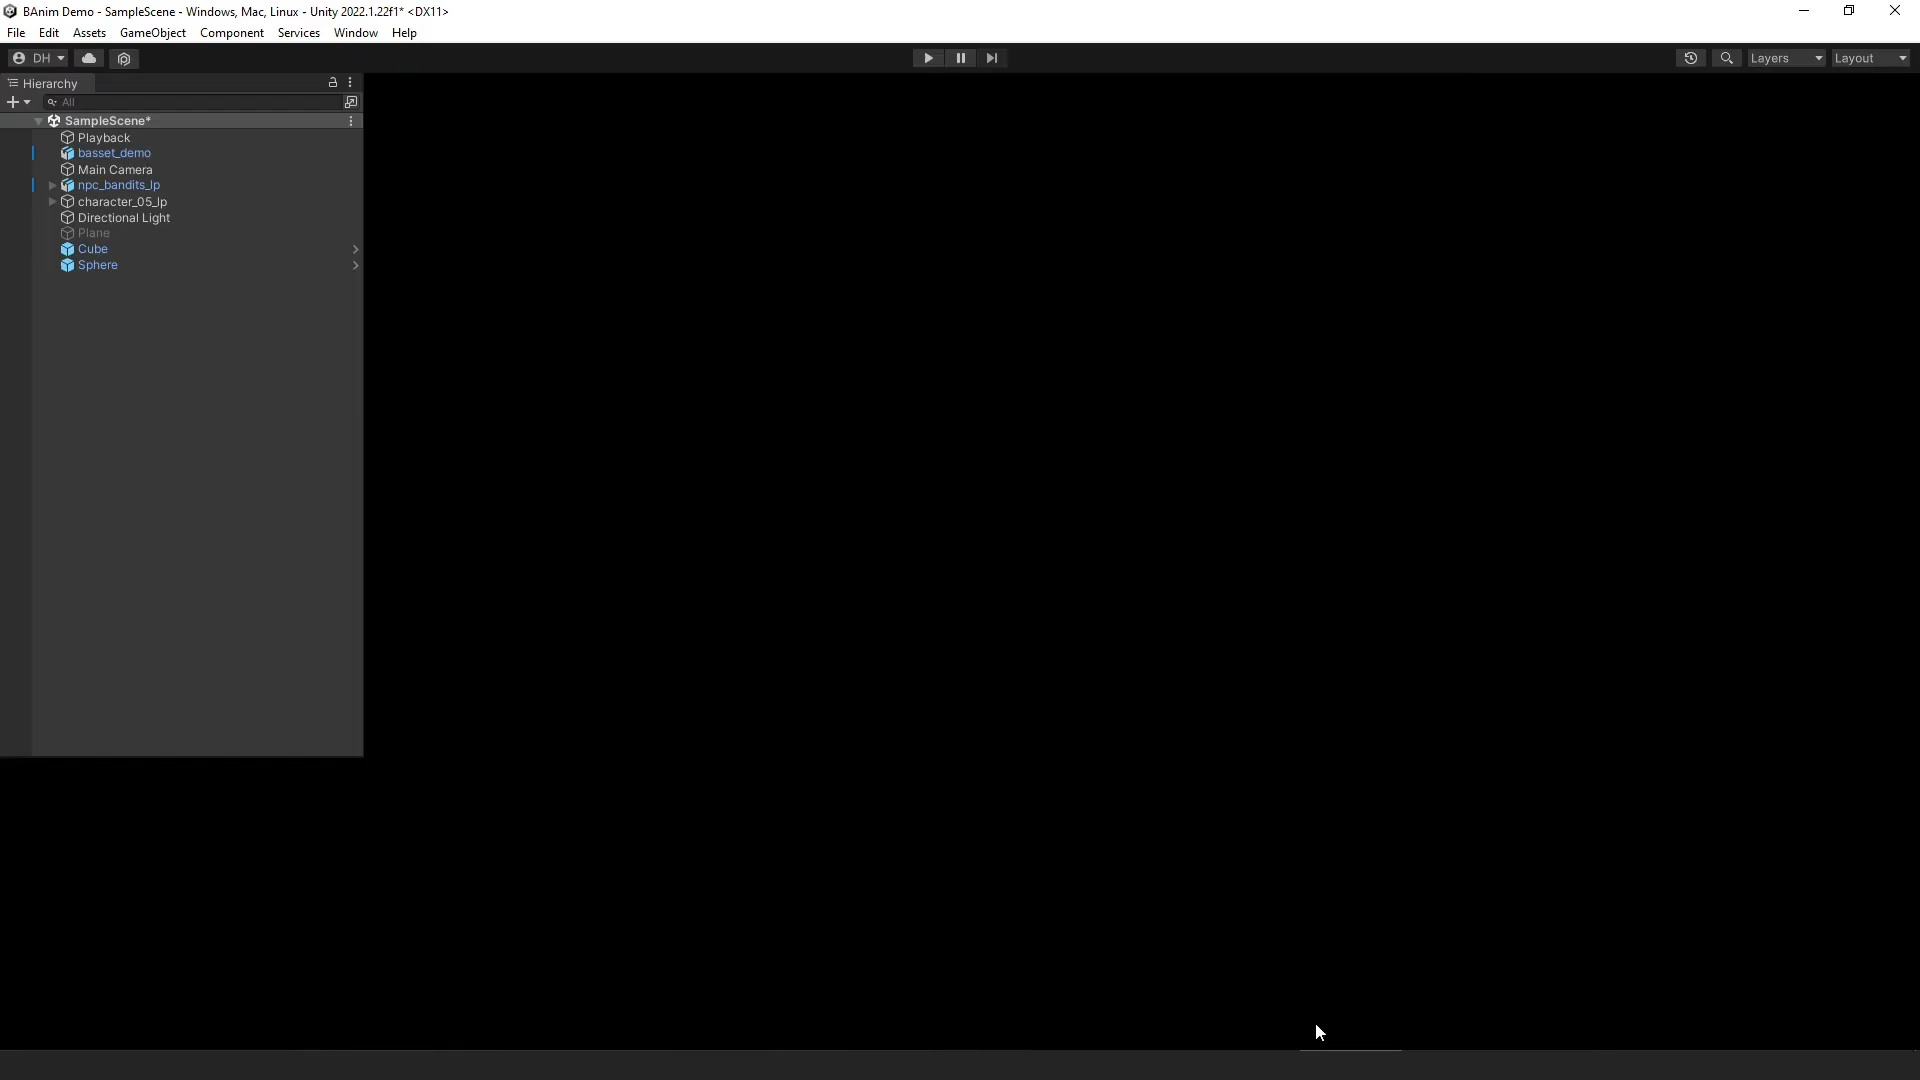 BAnim Demo - SampleScene - Windows, Mac, Linux - Unity 2022.1.22f1* <DX11>
File Edit Assets GameObject Component Services Window Help
DH Layers Layout
Hierarchy
All
SampleScene*
Playback
basset_demo
Main Camera
npc_bandits_lp
character_05_lp
Directional Light
Plane
Cube
Sphere